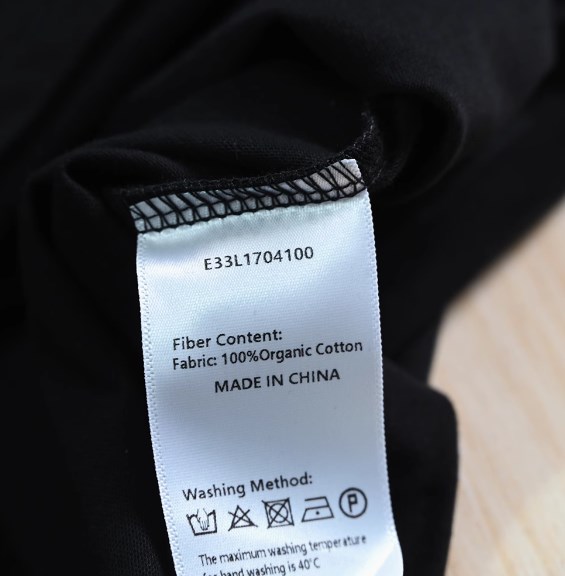 E33L1704100
Fiber Content:
Fabric: 100%Organic Cotton
MADE IN CHINA
Washing Method:
P
The maximum washing temperature
for hand washing is 40°C